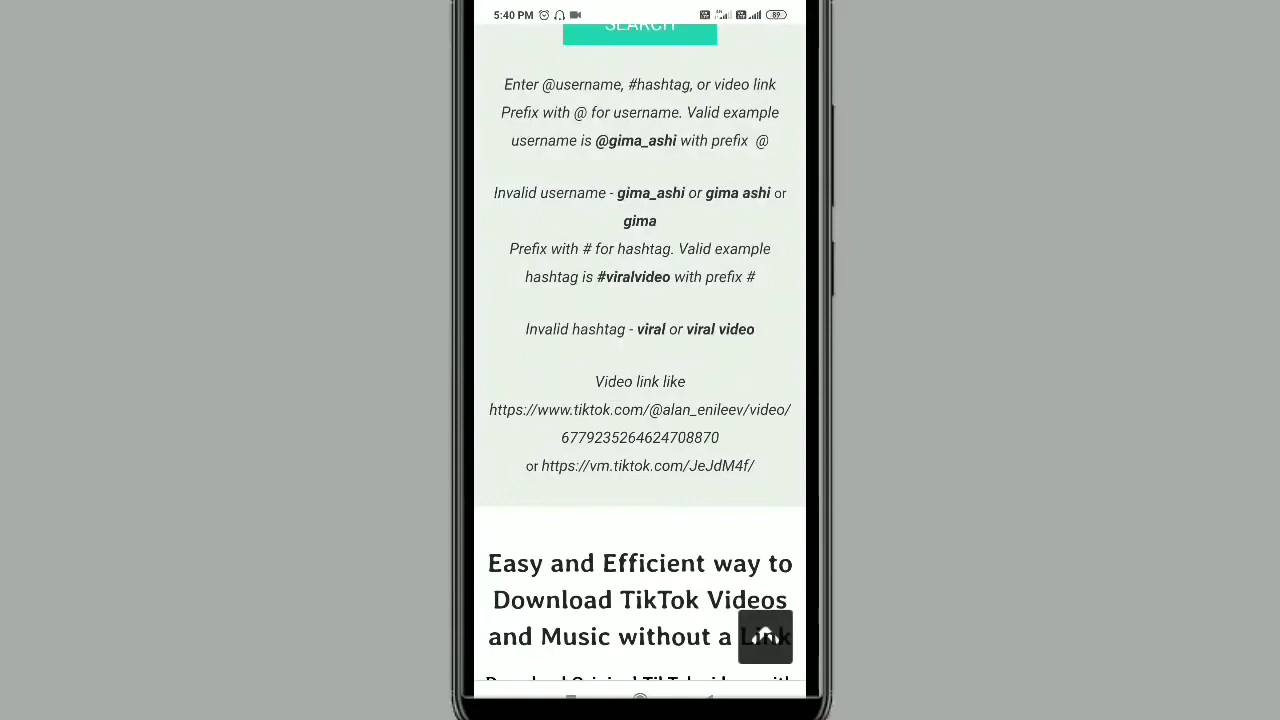 5:40 PM 89
SEARCH
Enter @username, #hashtag, or video link
Prefix with @ for username. Valid example
username is @gima_ashi with prefix @
Invalid username - gima_ashi or gima ashi or
gima
Prefix with # for hashtag. Valid example
hashtag is #viralvideo with prefix #
Invalid hashtag - viral or viral video
Video link like
https://www.tiktok.com/@alan_enileev/video/
6779235264624708870
or https://vm.tiktok.com/JeJdM4f/
Easy and Efficient way to
Download TikTok Videos
and Music without a Link